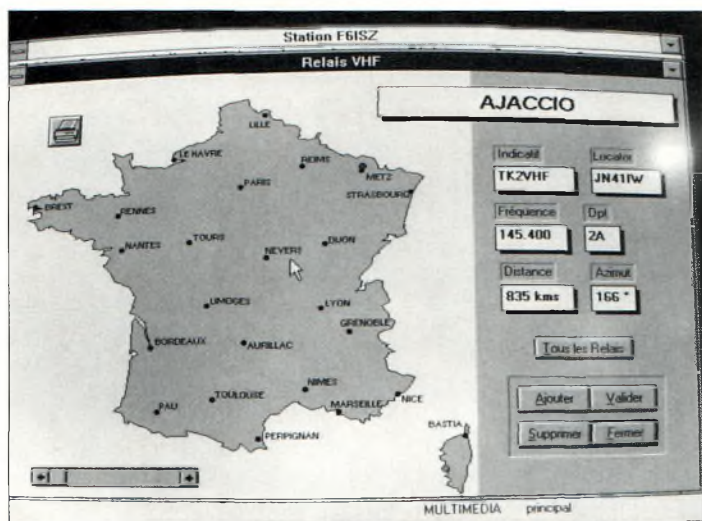 Station F6ISZ
Relais VHF
AJACCIO
LILLE
LE HAVRE
REIMS
METZ
PARIS
STRASBOURG
BREST
RENNES
NANTES
TOURS
NEVERS
DIJON
LIMOGES
LYON
GRENOBLE
BORDEAUX
AURILLAC
PAU
TOULOUSE
NIMES
MARSEILLE
NICE
PERPIGNAN
BASTIA
Indicatif Locator
TK2VHF JN41IW
Fréquence Dpt
145.400 2A
Distance Azimut
835 kms 166 °
Tous les Relais
Ajouter Valider
Supprimer Fermer
MULTIMEDIA principal